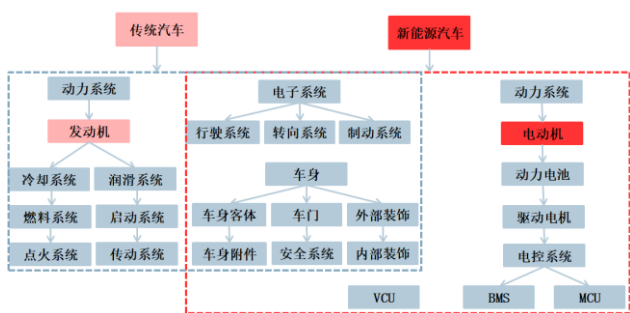 传统汽车
新能源汽车
动力系统
发动机
冷却系统
润滑系统
燃料系统
启动系统
点火系统
传动系统
电子系统
行驶系统
转向系统
制动系统
车身
车身客体
车门
外部装饰
车身附件
安全系统
内部装饰
动力系统
电动机
动力电池
驱动电机
电控系统
VCU
BMS
MCU